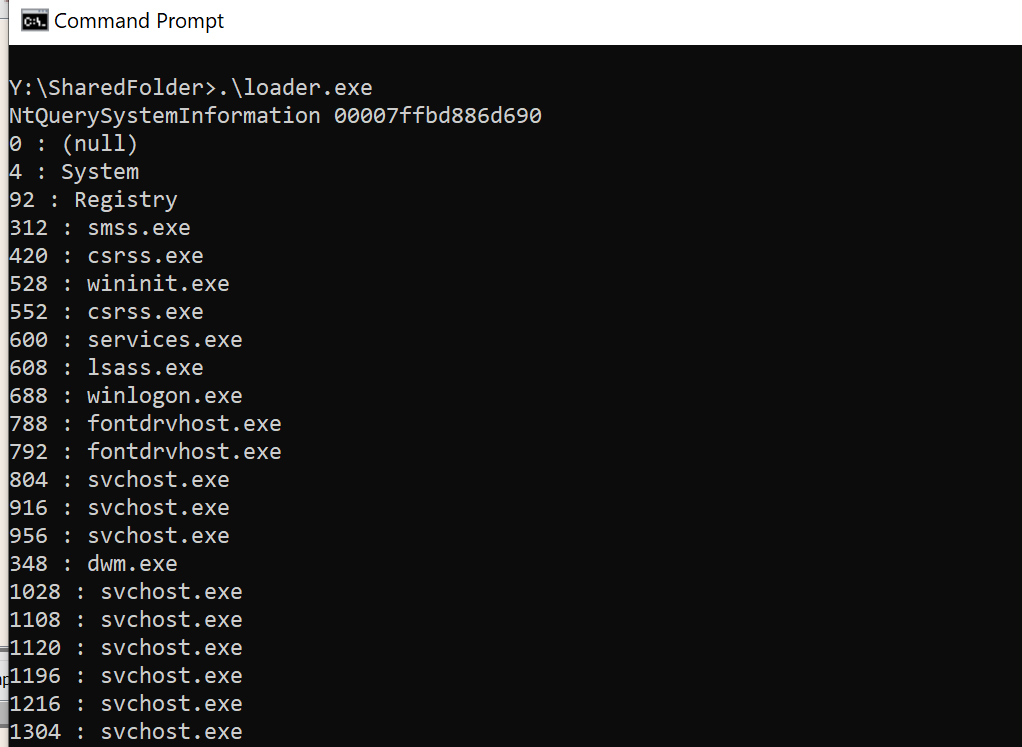 Command Prompt
Y:\SharedFolder>.\loader.exe
NtQuerySystemInformation 00007ffbd886d690
0 : (null)
4 : System
92 : Registry
312 : smss.exe
420 : csrss.exe
528 : wininit.exe
552 : csrss.exe
600 : services.exe
608 : lsass.exe
688 : winlogon.exe
788 : fontdrvhost.exe
792 : fontdrvhost.exe
804 : svchost.exe
916 : svchost.exe
956 : svchost.exe
348 : dwm.exe
1028 : svchost.exe
1108 : svchost.exe
1120 : svchost.exe
1196 : svchost.exe
1216 : svchost.exe
1304 : svchost.exe